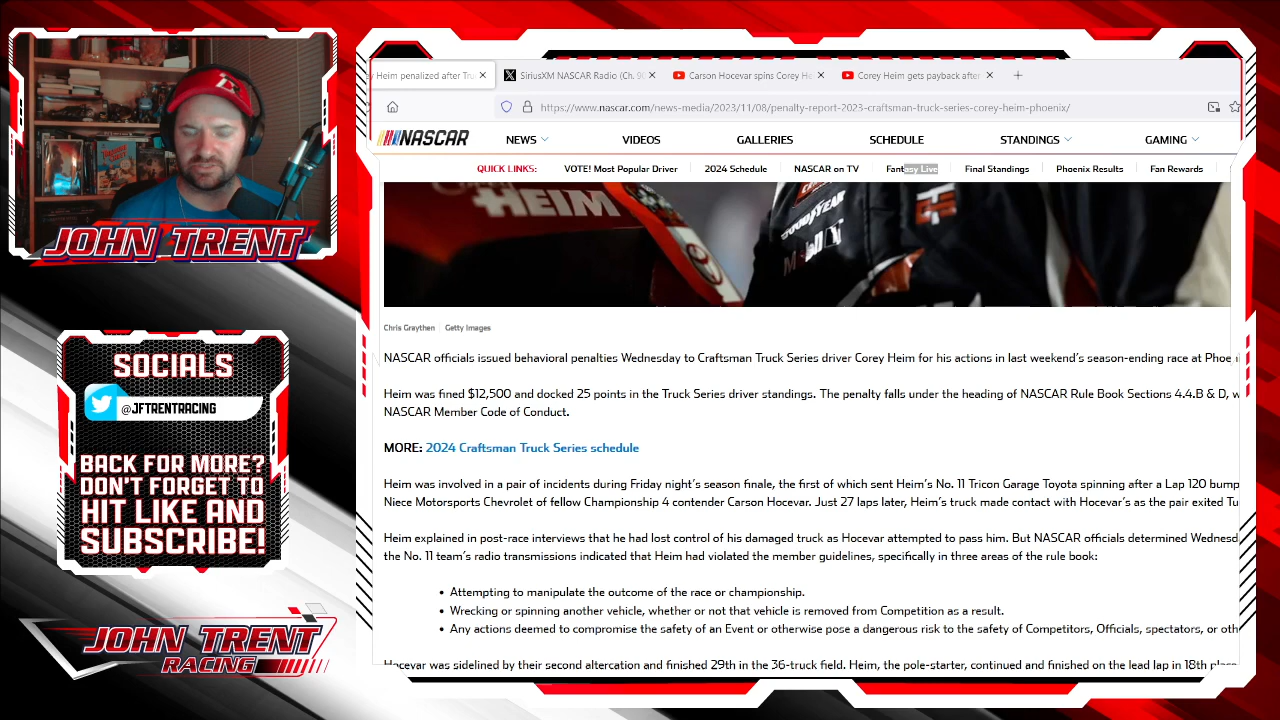 JOHN TRENT
SOCIALS
@JFTRENTRACING
BACK FOR MORE?
DON'T FORGET TO
HIT LIKE AND
SUBSCRIBE!
JOHN TRENT
RACING
Heim penalized after Tru
SiriusXM NASCAR Radio (Ch.
Carson Hocevar spins Corey He
Corey Heim gets payback after
https://www.nascar.com/news-media/2023/11/08/penalty-report-2023-craftsman-truck-series-corey-heim-phoenix/
NASCAR NEWS VIDEOS GALLERIES SCHEDULE STANDINGS GAMING
QUICK LINKS: VOTE! Most Popular Driver 2024 Schedule NASCAR on TV Fantasy Live Final Standings Phoenix Results Fan Rewards
HEIM
GOODYEAR
Chris Graythen Getty Images
NASCAR officials issued behavioral penalties Wednesday to Craftsman Truck Series driver Corey Heim for his actions in last weekend's season-ending race at Phoe
Heim was fined $12,500 and docked 25 points in the Truck Series driver standings. The penalty falls under the heading of NASCAR Rule Book Sections 4.4.B & D, w
NASCAR Member Code of Conduct.
MORE: 2024 Craftsman Truck Series schedule
Heim was involved in a pair of incidents during Friday night's season finale, the first of which sent Heim's No. 11 Tricon Garage Toyota spinning after a Lap 120 bump
Niece Motorsports Chevrolet of fellow Championship 4 contender Carson Hocevar. Just 27 laps later, Heim's truck made contact with Hocevar's as the pair exited Tu
Heim explained in post-race interviews that he had lost control of his damaged truck as Hocevar attempted to pass him. But NASCAR officials determined Wednesd
the No. 11 team's radio transmissions indicated that Heim had violated the member guidelines, specifically in three areas of the rule book:
• Attempting to manipulate the outcome of the race or championship.
• Wrecking or spinning another vehicle, whether or not that vehicle is removed from Competition as a result.
• Any actions deemed to compromise the safety of an Event or otherwise pose a dangerous risk to the safety of Competitors, Officials, spectators, or oth
Hocevar was sidelined by their second altercation and finished 29th in the 36-truck field. Heim, the pole-starter, continued and finished on the lead lap in 18th place